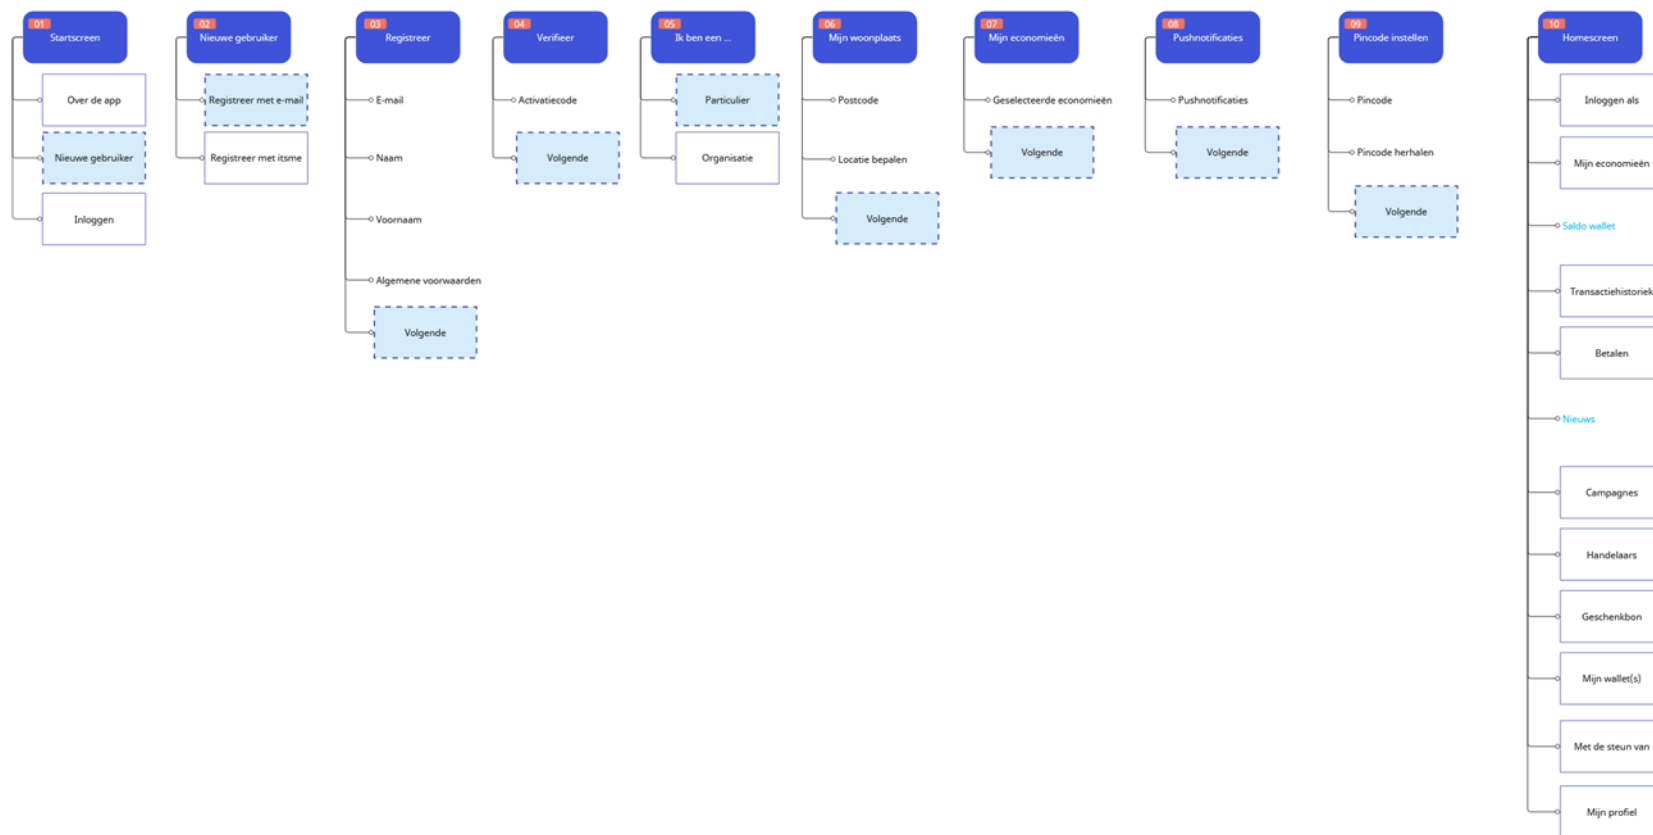 01
Startscreen
Over de app
Nieuwe gebruiker
Inloggen
02
Nieuwe gebruiker
Registreer met e-mail
Registreer met itsme
03
Registreer
E-mail
Naam
Voornaam
Algemene voorwaarden
Volgende
04
Verifieer
Activatiecode
Volgende
05
Ik ben een ...
Particulier
Organisatie
06
Mijn woonplaats
Postcode
Locatie bepalen
Volgende
07
Mijn economieën
Geselecteerde economieën
Volgende
08
Pushnotificaties
Pushnotificaties
Volgende
09
Pincode instellen
Pincode
Pincode herhalen
Volgende
10
Homescreen
Inloggen als
Mijn economieën
Saldo wallet
Transactiehistoriek
Betalen
Nieuws
Campagnes
Handelaars
Geschenkbon
Mijn wallet(s)
Met de steun van
Mijn profiel